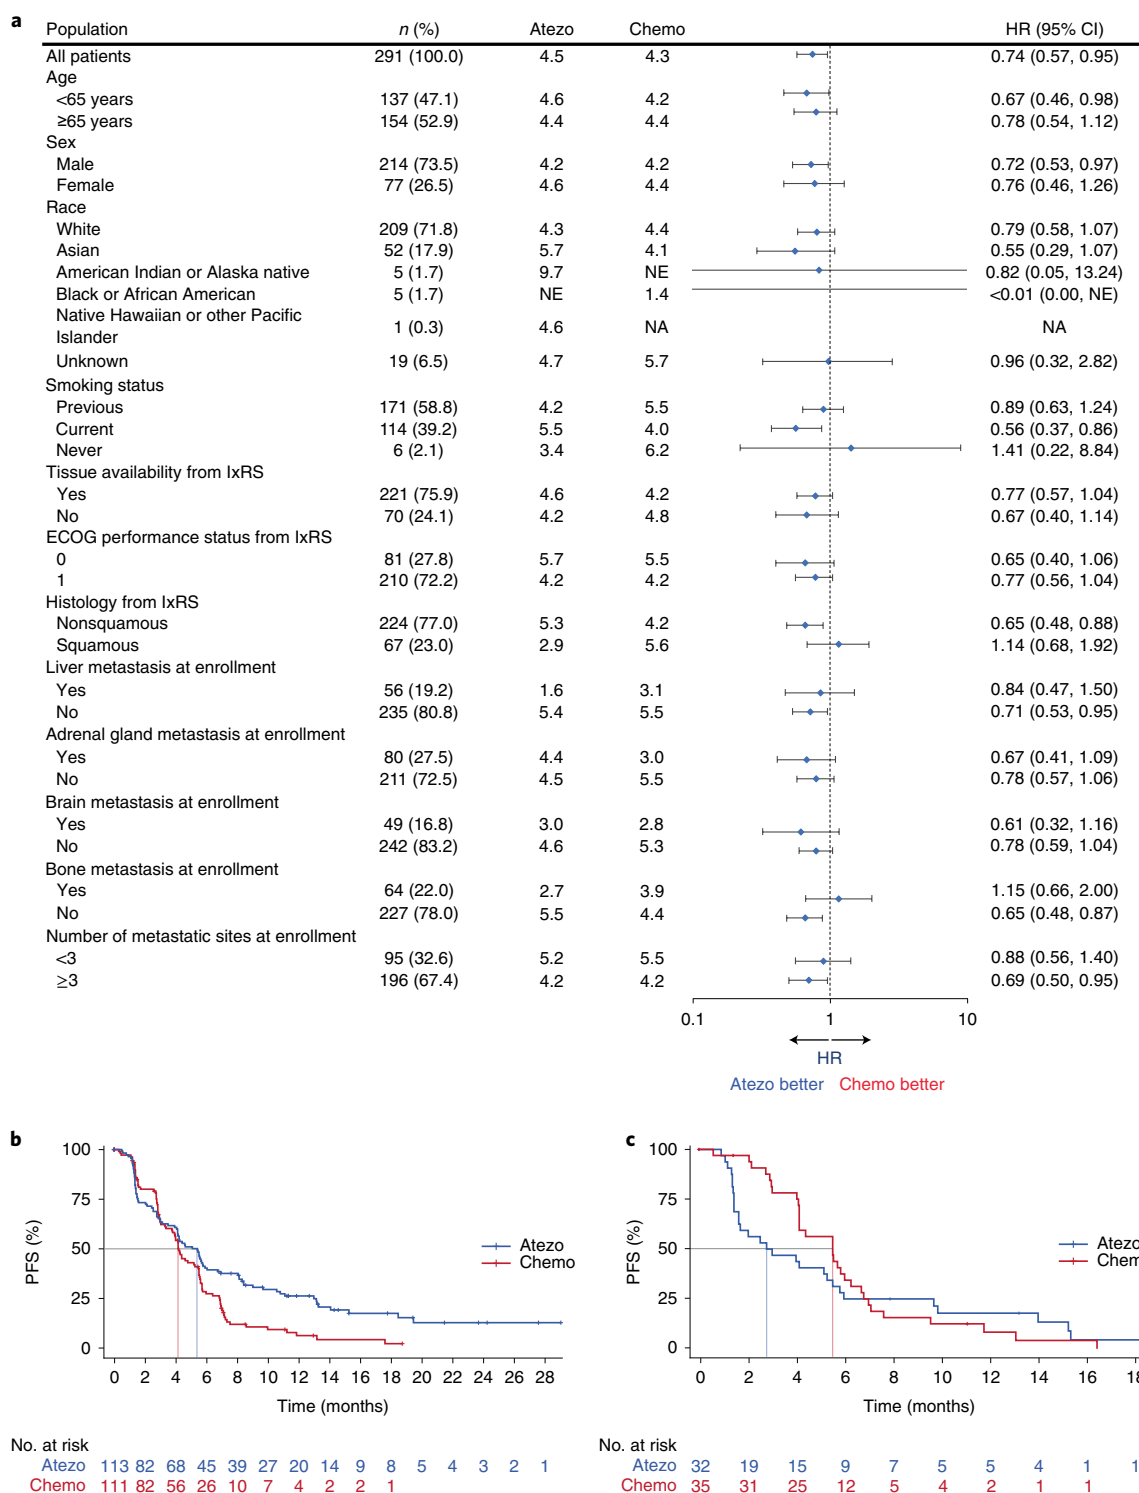 a
Population n (%) Atezo Chemo HR (95% CI)
All patients 291 (100.0) 4.5 4.3 0.74 (0.57, 0.95)
Age
<65 years 137 (47.1) 4.6 4.2 0.67 (0.46, 0.98)
≥65 years 154 (52.9) 4.4 4.4 0.78 (0.54, 1.12)
Sex
Male 214 (73.5) 4.2 4.2 0.72 (0.53, 0.97)
Female 77 (26.5) 4.6 4.4 0.76 (0.46, 1.26)
Race
White 209 (71.8) 4.3 4.4 0.79 (0.58, 1.07)
Asian 52 (17.9) 5.7 4.1 0.55 (0.29, 1.07)
American Indian or Alaska native 5 (1.7) 9.7 NE 0.82 (0.05, 13.24)
Black or African American 5 (1.7) NE 1.4 <0.01 (0.00, NE)
Native Hawaiian or other Pacific
Islander 1 (0.3) 4.6 NA NA
Unknown 19 (6.5) 4.7 5.7 0.96 (0.32, 2.82)
Smoking status
Previous 171 (58.8) 4.2 5.5 0.89 (0.63, 1.24)
Current 114 (39.2) 5.5 4.0 0.56 (0.37, 0.86)
Never 6 (2.1) 3.4 6.2 1.41 (0.22, 8.84)
Tissue availability from IxRS
Yes 221 (75.9) 4.6 4.2 0.77 (0.57, 1.04)
No 70 (24.1) 4.2 4.8 0.67 (0.40, 1.14)
ECOG performance status from IxRS
0 81 (27.8) 5.7 5.5 0.65 (0.40, 1.06)
1 210 (72.2) 4.2 4.2 0.77 (0.56, 1.04)
Histology from IxRS
Nonsquamous 224 (77.0) 5.3 4.2 0.65 (0.48, 0.88)
Squamous 67 (23.0) 2.9 5.6 1.14 (0.68, 1.92)
Liver metastasis at enrollment
Yes 56 (19.2) 1.6 3.1 0.84 (0.47, 1.50)
No 235 (80.8) 5.4 5.5 0.71 (0.53, 0.95)
Adrenal gland metastasis at enrollment
Yes 80 (27.5) 4.4 3.0 0.67 (0.41, 1.09)
No 211 (72.5) 4.5 5.5 0.78 (0.57, 1.06)
Brain metastasis at enrollment
Yes 49 (16.8) 3.0 2.8 0.61 (0.32, 1.16)
No 242 (83.2) 4.6 5.3 0.78 (0.59, 1.04)
Bone metastasis at enrollment
Yes 64 (22.0) 2.7 3.9 1.15 (0.66, 2.00)
No 227 (78.0) 5.5 4.4 0.65 (0.48, 0.87)
Number of metastatic sites at enrollment
<3 95 (32.6) 5.2 5.5 0.88 (0.56, 1.40)
≥3 196 (67.4) 4.2 4.2 0.69 (0.50, 0.95)
0.1 1 10
HR
Atezo better Chemo better
b
100
75
50
25
0
PFS (%)
Atezo
Chemo
0 2 4 6 8 10 12 14 16 18 20 22 24 26 28
Time (months)
No. at risk
Atezo 113 82 68 45 39 27 20 14 9 8 5 4 3 2 1
Chemo 111 82 56 26 10 7 4 2 2 1
c
100
75
50
25
0
PFS (%)
Atezo
Chem
0 2 4 6 8 10 12 14 16 18
Time (months)
No. at risk
Atezo 32 19 15 9 7 5 5 4 1 1
Chemo 35 31 25 12 5 4 2 1 1